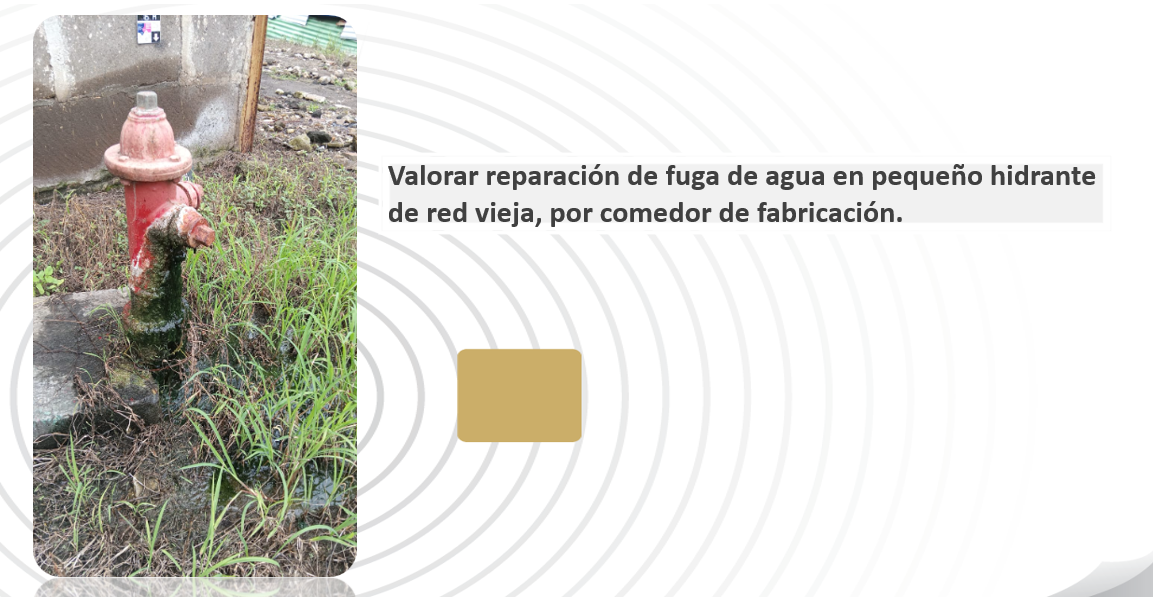 Valorar reparación de fuga de agua en pequeño hidrante
de red vieja, por comedor de fabricación.